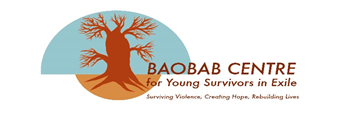 BAOBAB CENTRE
for Young Survivors in Exile
Surviving Violence, Creating Hope, Rebuilding Lives